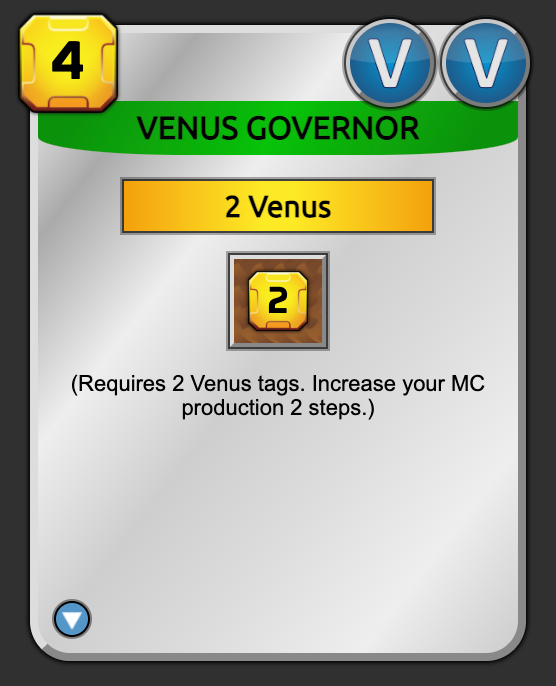 4
V V
VENUS GOVERNOR
2 Venus
2
(Requires 2 Venus tags. Increase your MC
production 2 steps.)